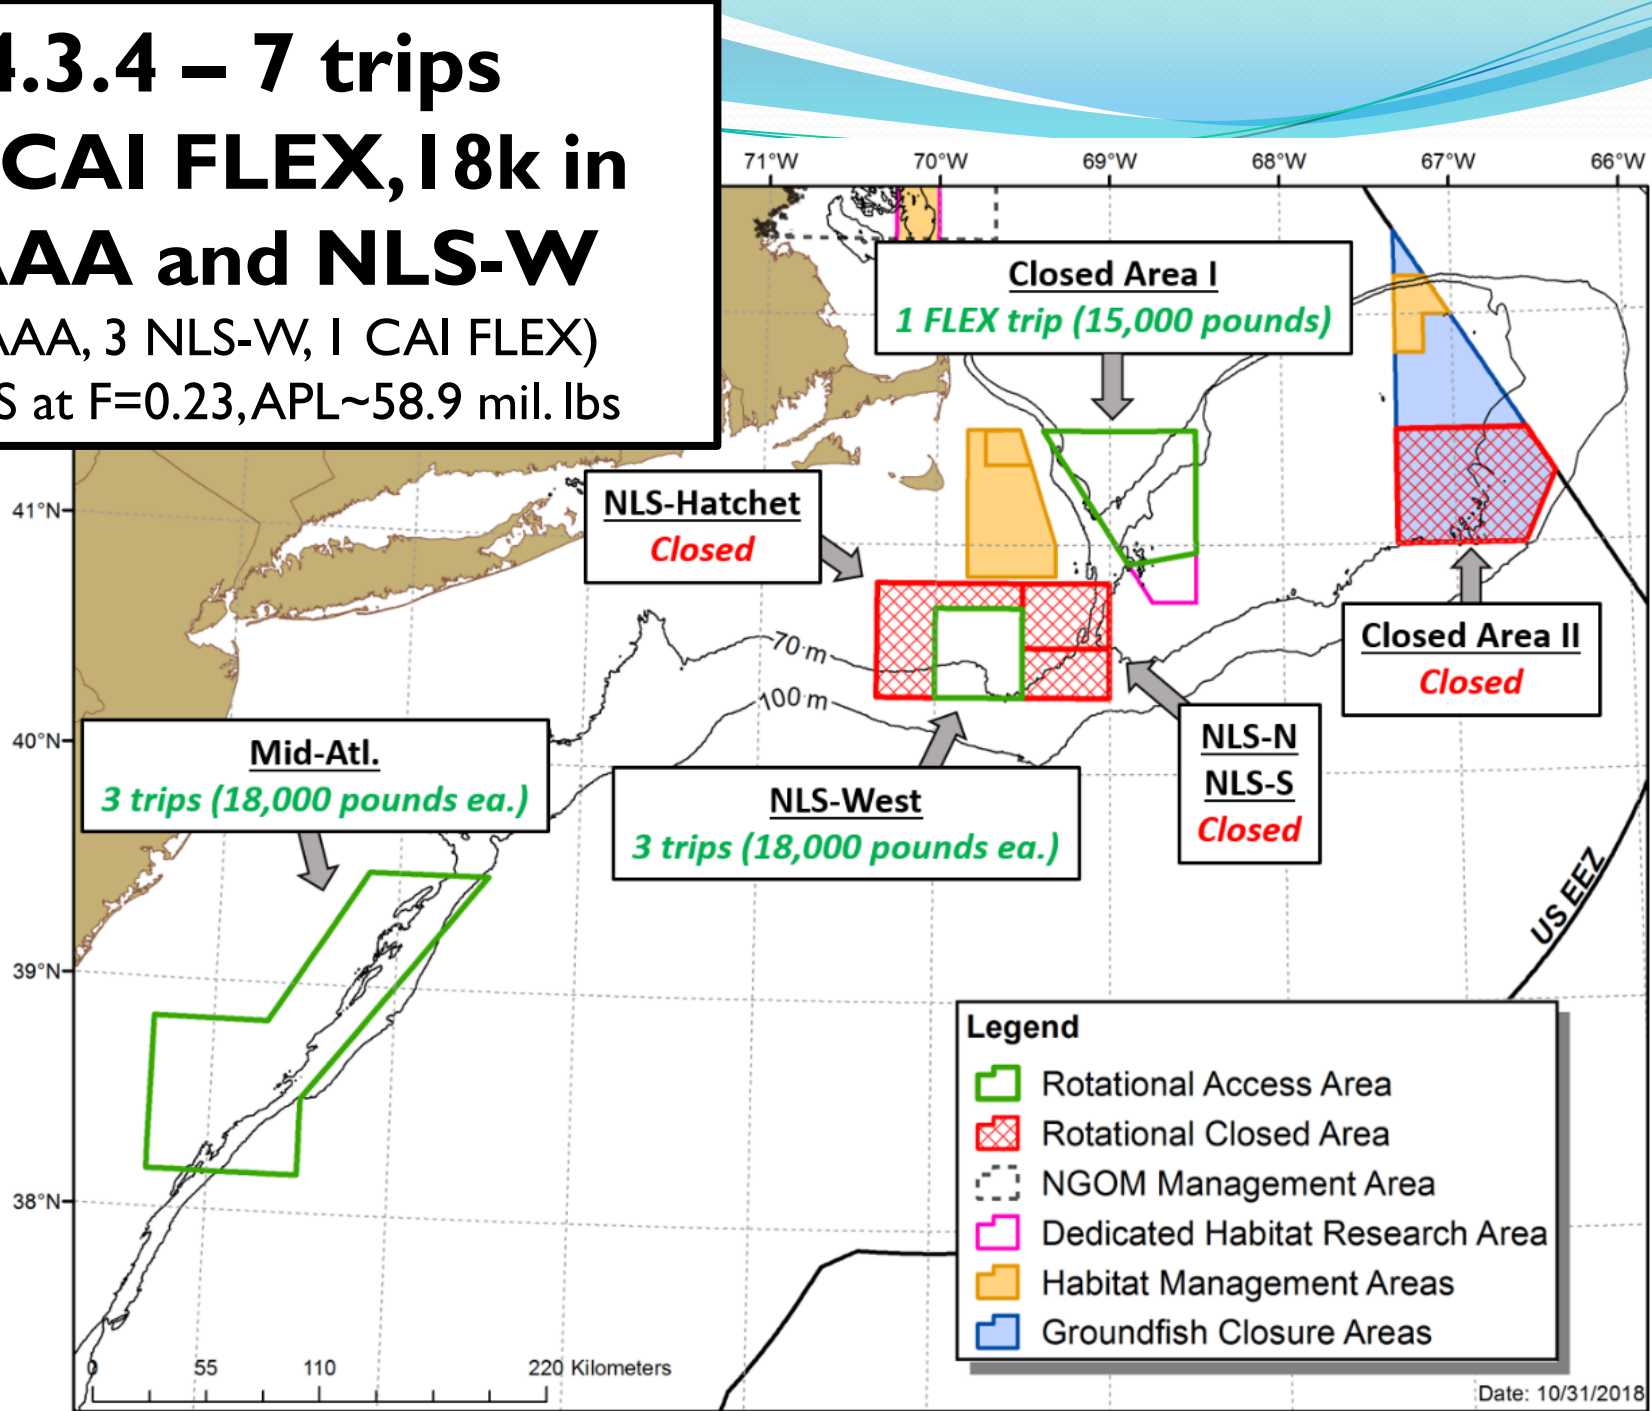 4.3.4 – 7 trips
CAI FLEX, 18k in
AAA and NLS-W
AAA, 3 NLS-W, 1 CAI FLEX)
S at F=0.23, APL~58.9 mil. lbs
71°W 70°W 69°W 68°W 67°W 66°W
Closed Area I
1 FLEX trip (15,000 pounds)
41°N
NLS-Hatchet
Closed
Closed Area II
Closed
70 m
100 m
NLS-N
NLS-S
Closed
40°N
Mid-Atl.
3 trips (18,000 pounds ea.)
NLS-West
3 trips (18,000 pounds ea.)
US EEZ
39°N
38°N
Legend
Rotational Access Area
Rotational Closed Area
NGOM Management Area
Dedicated Habitat Research Area
Habitat Management Areas
Groundfish Closure Areas
0 55 110 220 Kilometers
Date: 10/31/2018